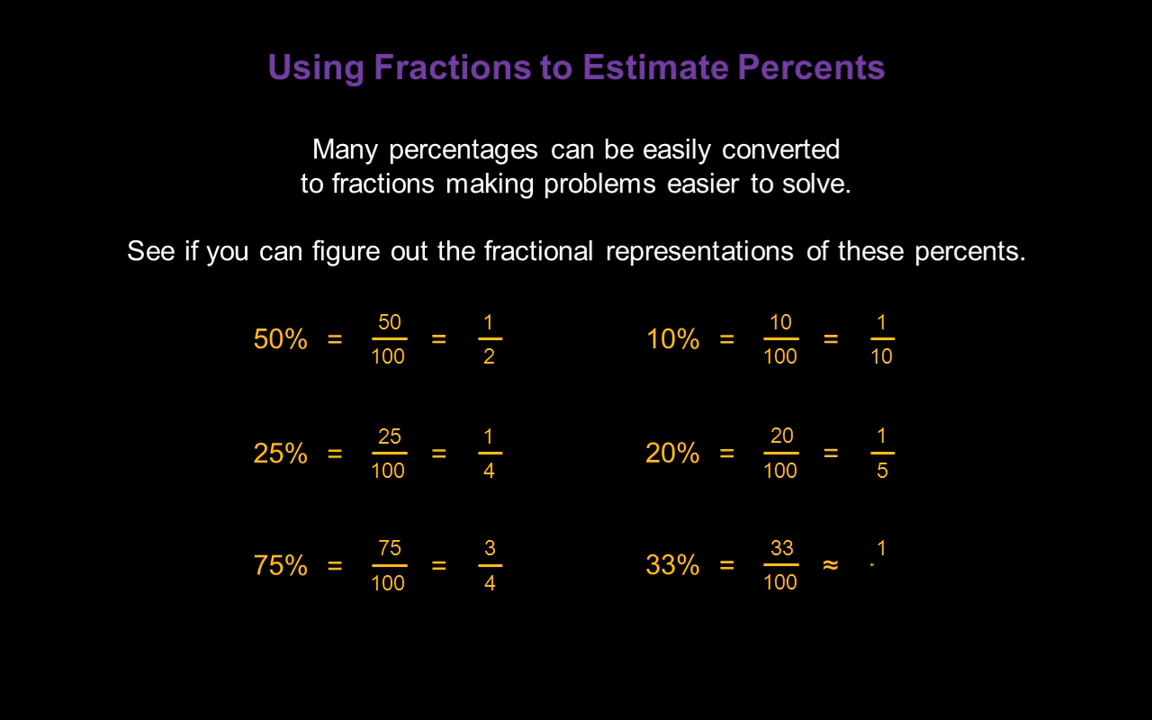 Using Fractions to Estimate Percents
Many percentages can be easily converted
to fractions making problems easier to solve.
See if you can figure out the fractional representations of these percents.
50% = 50/100 = 1/2
10% = 10/100 = 1/10
25% = 25/100 = 1/4
20% = 20/100 = 1/5
75% = 75/100 = 3/4
33% = 33/100 ≈ 1